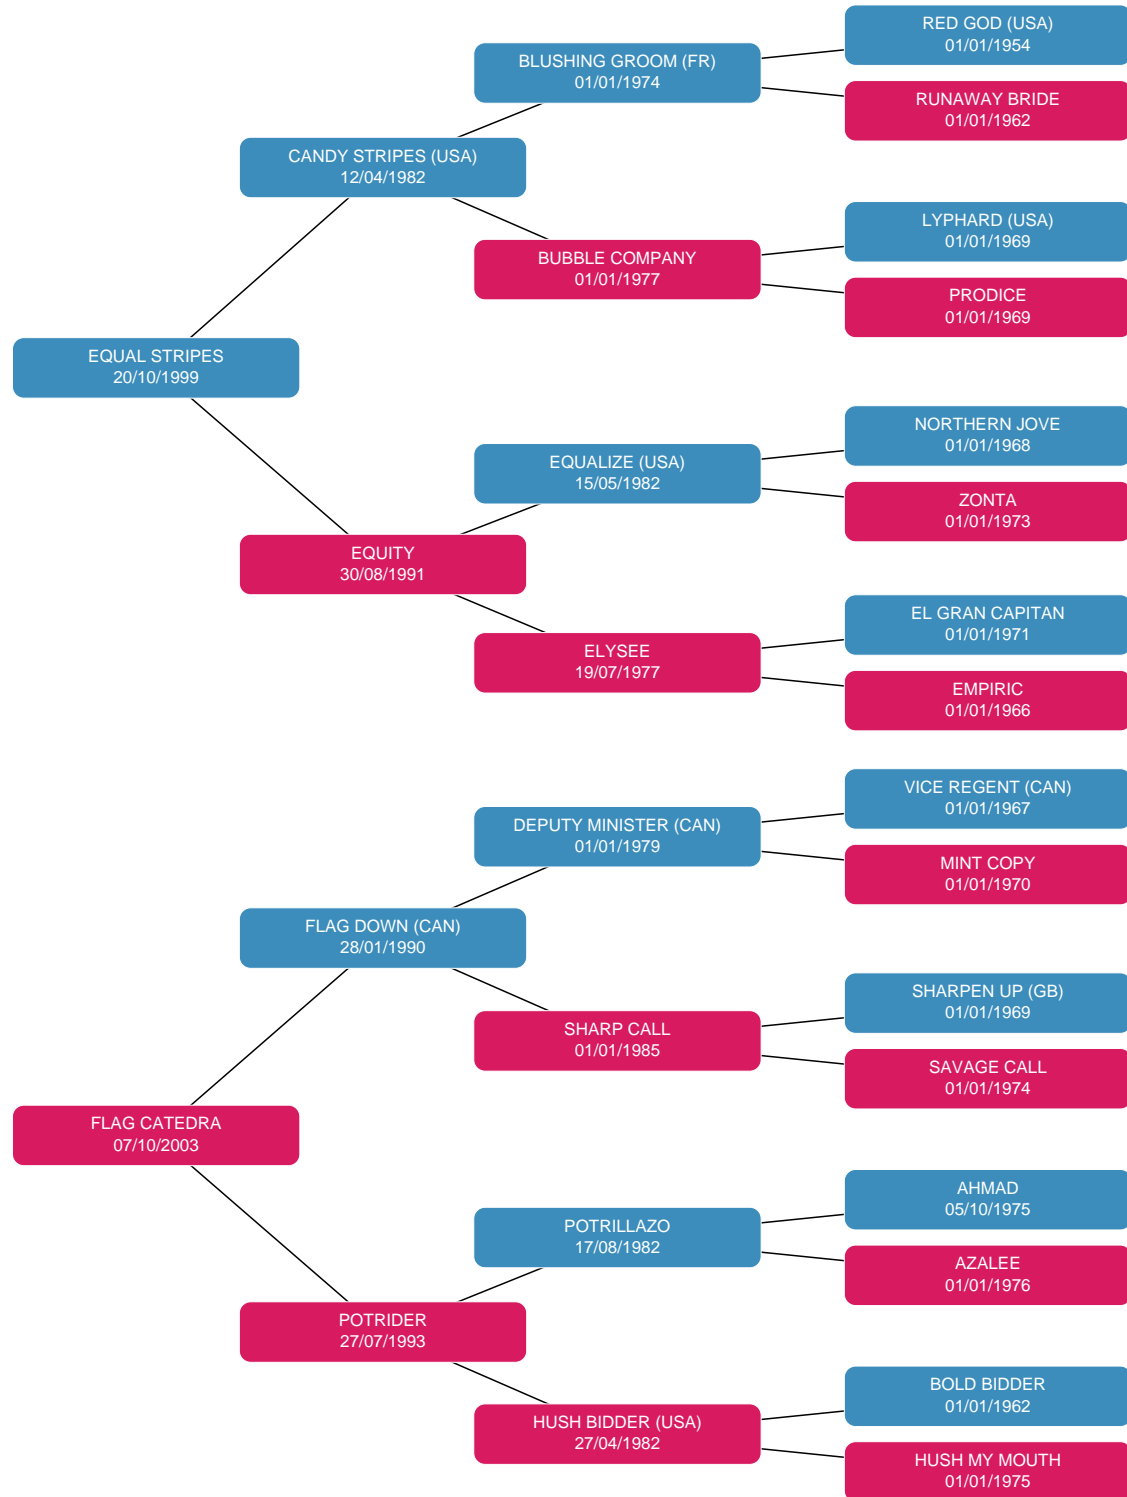 RED GOD (USA)
01/01/1954
BLUSHING GROOM (FR)
01/01/1974
RUNAWAY BRIDE
01/01/1962
CANDY STRIPES (USA)
12/04/1982
LYPHARD (USA)
01/01/1969
BUBBLE COMPANY
01/01/1977
PRODICE
01/01/1969
EQUAL STRIPES
20/10/1999
NORTHERN JOVE
01/01/1968
EQUALIZE (USA)
15/05/1982
ZONTA
01/01/1973
EQUITY
30/08/1991
EL GRAN CAPITAN
01/01/1971
ELYSEE
19/07/1977
EMPIRIC
01/01/1966
VICE REGENT (CAN)
01/01/1967
DEPUTY MINISTER (CAN)
01/01/1979
MINT COPY
01/01/1970
FLAG DOWN (CAN)
28/01/1990
SHARPEN UP (GB)
01/01/1969
SHARP CALL
01/01/1985
SAVAGE CALL
01/01/1974
FLAG CATEDRA
07/10/2003
AHMAD
05/10/1975
POTRILLAZO
17/08/1982
AZALEE
01/01/1976
POTRIDER
27/07/1993
BOLD BIDDER
01/01/1962
HUSH BIDDER (USA)
27/04/1982
HUSH MY MOUTH
01/01/1975